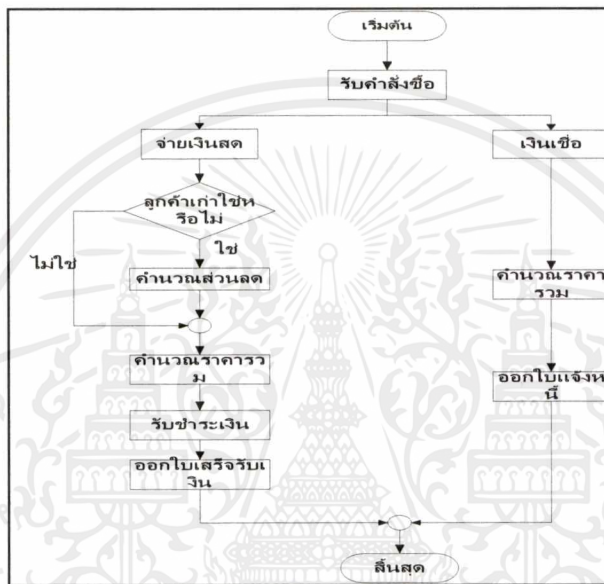 เริ่มต้น
รับคำสั่งซื้อ
จ่ายเงินสด
เงินเชื่อ
ลูกค้าเก่าใช่ห
รือไม่
ไม่ใช่
ใช่
คำนวณส่วนลด
คำนวณราคา
รวม
คำนวณราคารว
ม
ออกใบแจ้งห
นี้
รับชำระเงิน
ออกใบเสร็จรับเ
งิน
สิ้นสุด